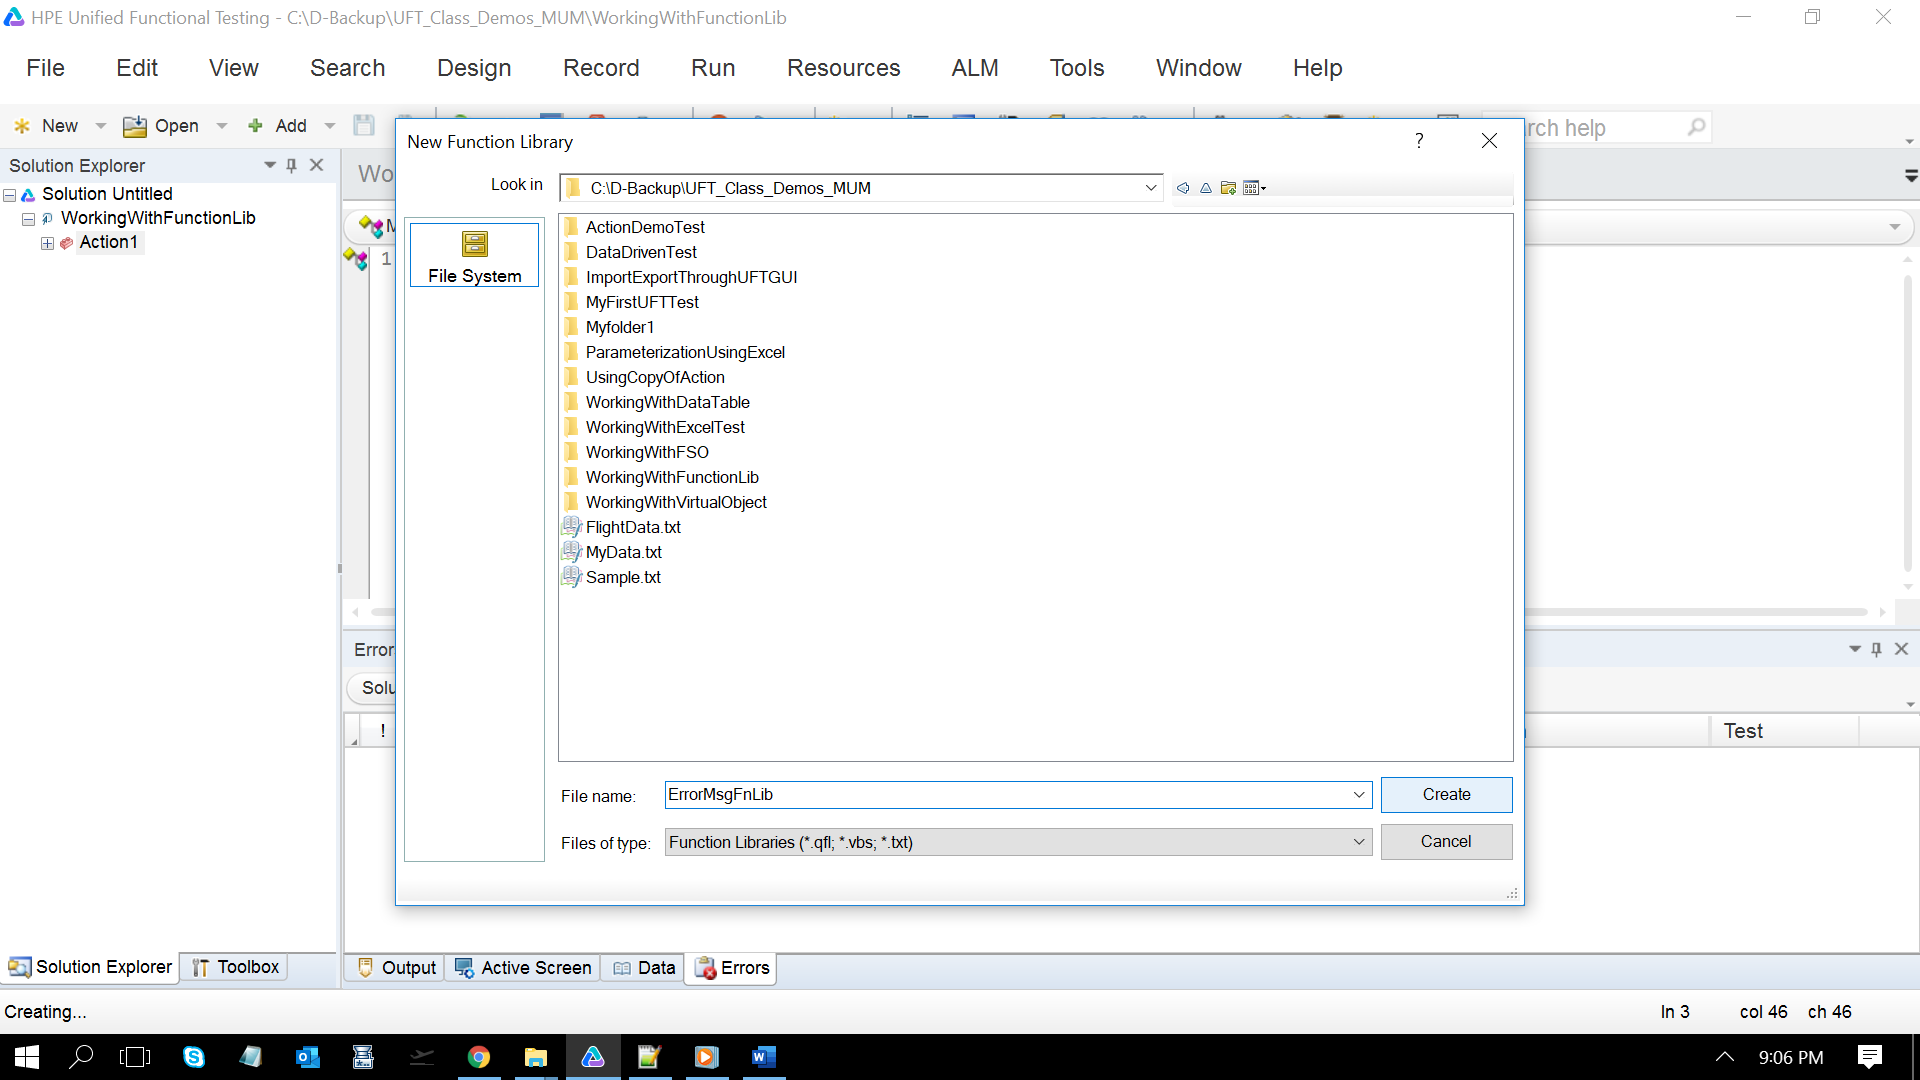 HPE Unified Functional Testing - C:\D-Backup\UFT_Class_Demos_MUM\WorkingWithFunctionLib
File Edit View Search Design Record Run Resources ALM Tools Window Help
New Open Add rch help
Solution Explorer
Solution Untitled
WorkingWithFunctionLib
Action1
Wo
M
1
New Function Library
?
Look in C:\D-Backup\UFT_Class_Demos_MUM
File System
ActionDemoTest
DataDrivenTest
ImportExportThroughUFTGUI
MyFirstUFTTest
Myfolder1
ParameterizationUsingExcel
UsingCopyOfAction
WorkingWithDataTable
WorkingWithExcelTest
WorkingWithFSO
WorkingWithFunctionLib
WorkingWithVirtualObject
FlightData.txt
MyData.txt
Sample.txt
File name: ErrorMsgFnLib Create
Files of type: Function Libraries (*.qfl; *.vbs; *.txt) Cancel
Error
Solu
! Test
Solution Explorer Toolbox Output Active Screen Data Errors
Creating... ln 3 col 46 ch 46
9:06 PM